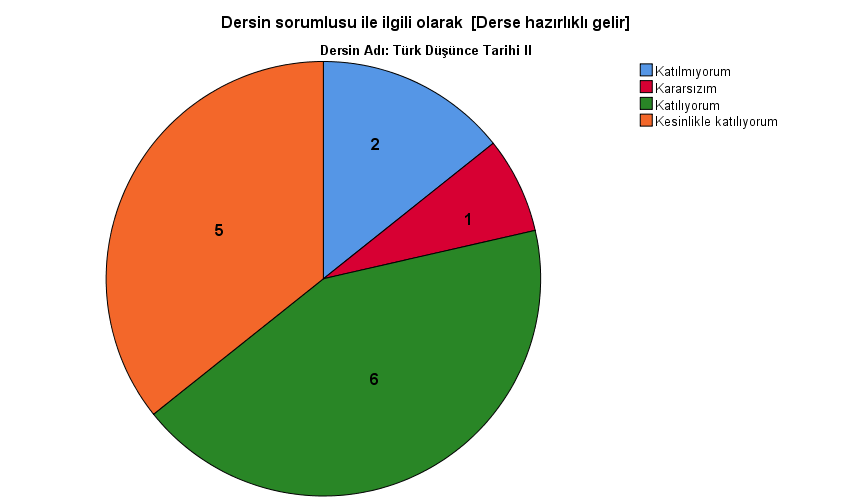 Dersin sorumlusu ile ilgili olarak [Derse hazırlıklı gelir]
Dersin Adı: Türk Düşünce Tarihi II
Katılmıyorum
Kararsızım
Katılıyorum
Kesinlikle katılıyorum
2
1
5
6